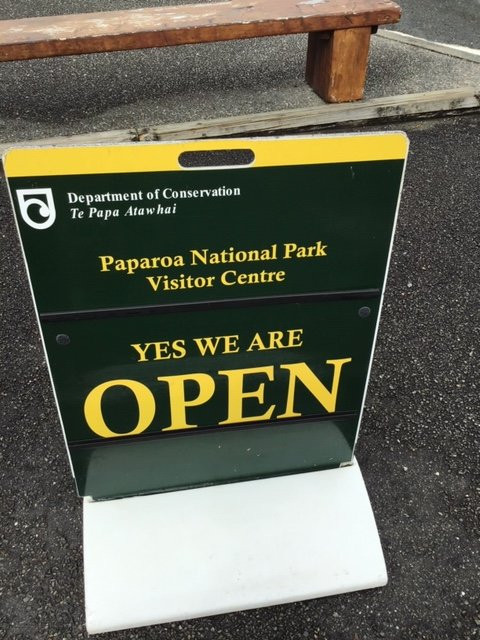 Department of Conservation
Te Papa Atawhai
Paparoa National Park
Visitor Centre
YES WE ARE
OPEN